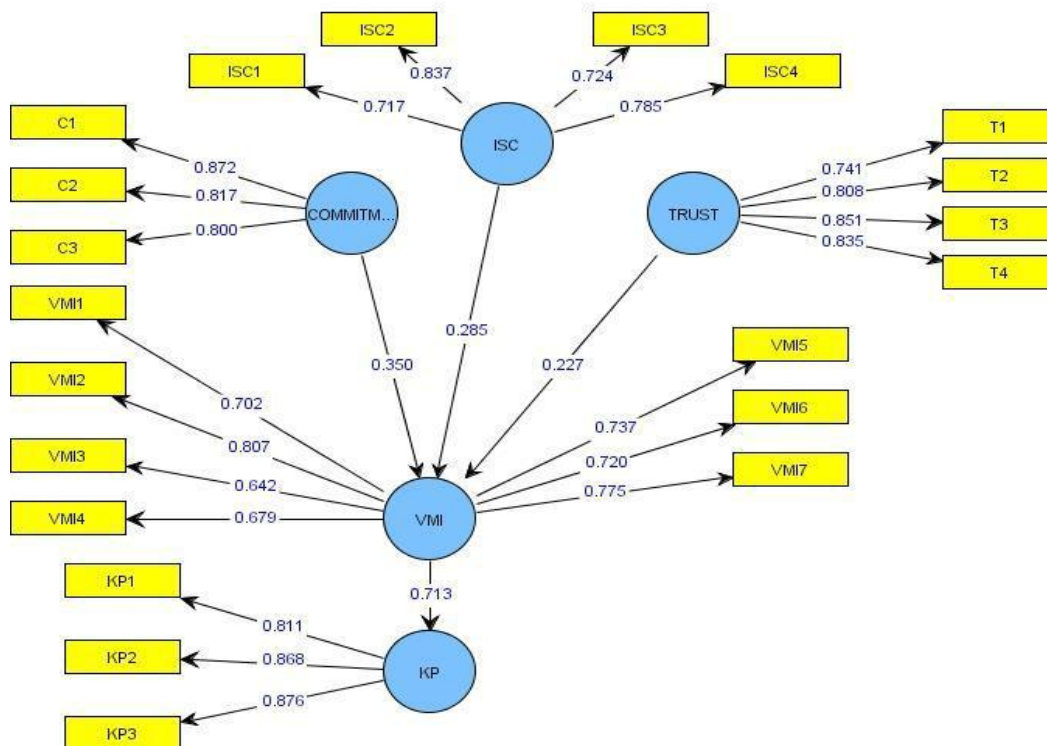 ISC2
ISC3
ISC1
ISC4
0.837
0.724
0.717
0.785
C1
C2
C3
0.872
0.817
0.800
ISC
COMMITM...
TRUST
T1
T2
T3
T4
0.741
0.808
0.851
0.835
0.350
0.285
0.227
VMI1
VMI2
VMI3
VMI4
0.702
0.807
0.642
0.679
VMI
VMI5
VMI6
VMI7
0.737
0.720
0.775
0.713
KP1
KP2
KP3
0.811
0.868
0.876
KP